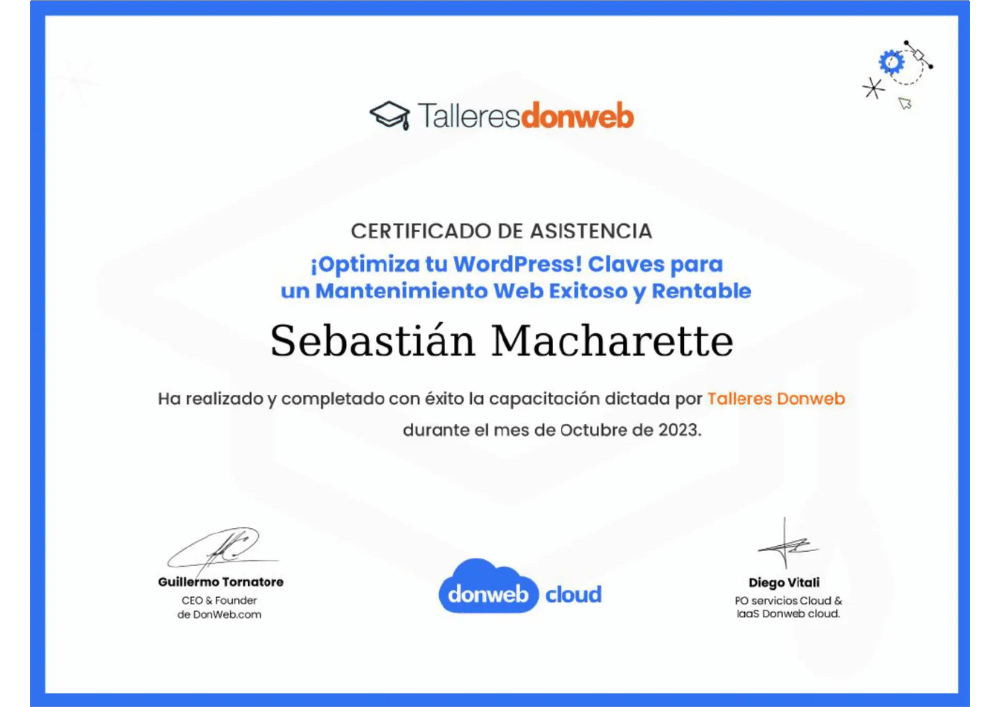 Talleresdonweb
CERTIFICADO DE ASISTENCIA
¡Optimiza tu WordPress! Claves para
un Mantenimiento Web Exitoso y Rentable
Sebastián Macharette
Ha realizado y completado con éxito la capacitación dictada por Talleres Donweb
durante el mes de Octubre de 2023.
Guillermo Tornatore
CEO & Founder
de DonWeb.com
donweb cloud
Diego Vitali
PO servicios Cloud &
IaaS Donweb cloud.